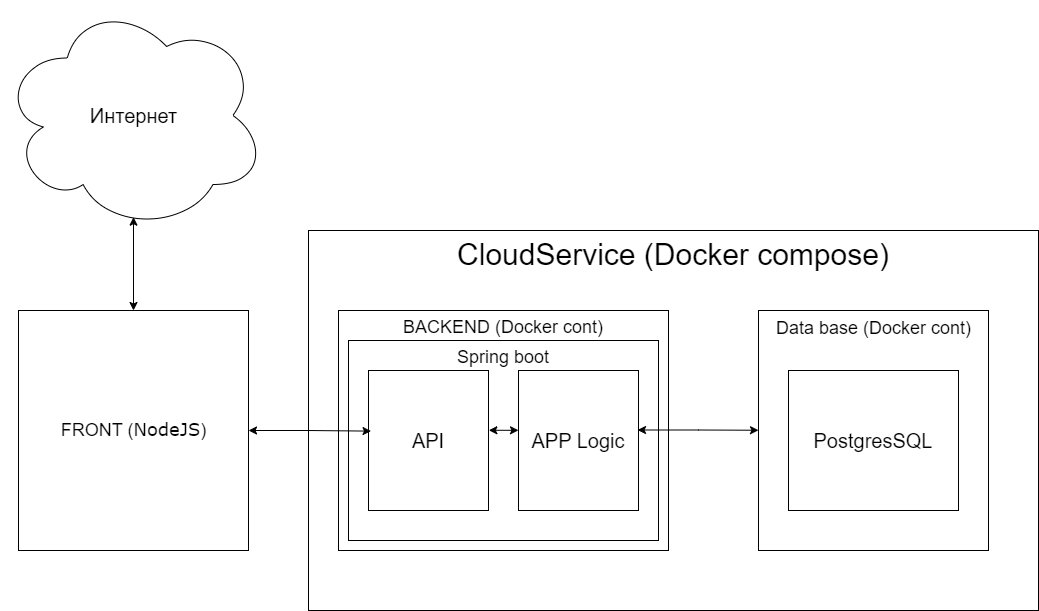 Интернет
CloudService (Docker compose)
BACKEND (Docker cont)
Data base (Docker cont)
Spring boot
FRONT (NodeJS)
API
APP Logic
PostgresSQL